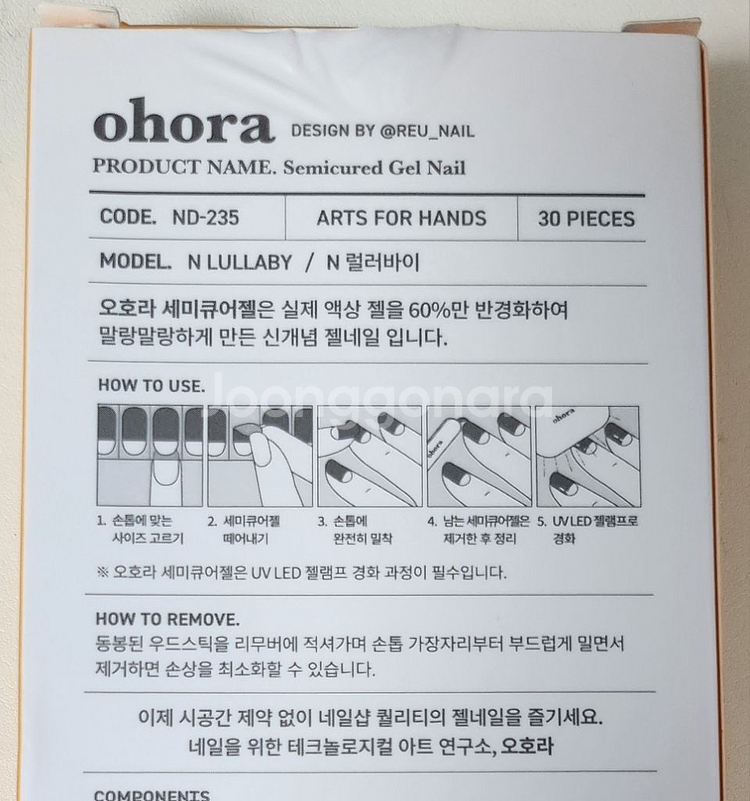 ohora DESIGN BY @REU_NAIL
PRODUCT NAME. Semicured Gel Nail
CODE. ND-235 ARTS FOR HANDS 30 PIECES
MODEL. N LULLABY / N 럴러바이
오호라 세미큐어젤은 실제 액상 젤을 60%만 반경화하여
말랑말랑하게 만든 신개념 젤네일 입니다.
HOW TO USE.
Joonggonara
ohora
ohora
1. 손톱에 맞는 사이즈 고르기
2. 세미큐어젤 떼어내기
3. 손톱에 완전히 밀착
4. 남는 세미큐어젤은 제거한 후 정리
5. UV LED 젤램프로 경화
※ 오호라 세미큐어젤은 UV LED 젤램프 경화 과정이 필수입니다.
HOW TO REMOVE.
동봉된 우드스틱을 리무버에 적셔가며 손톱 가장자리부터 부드럽게 밀면서
제거하면 손상을 최소화할 수 있습니다.
이제 시공간 제약 없이 네일샵 퀄리티의 젤네일을 즐기세요.
네일을 위한 테크놀로지컬 아트 연구소, 오호라
COMPONENTS